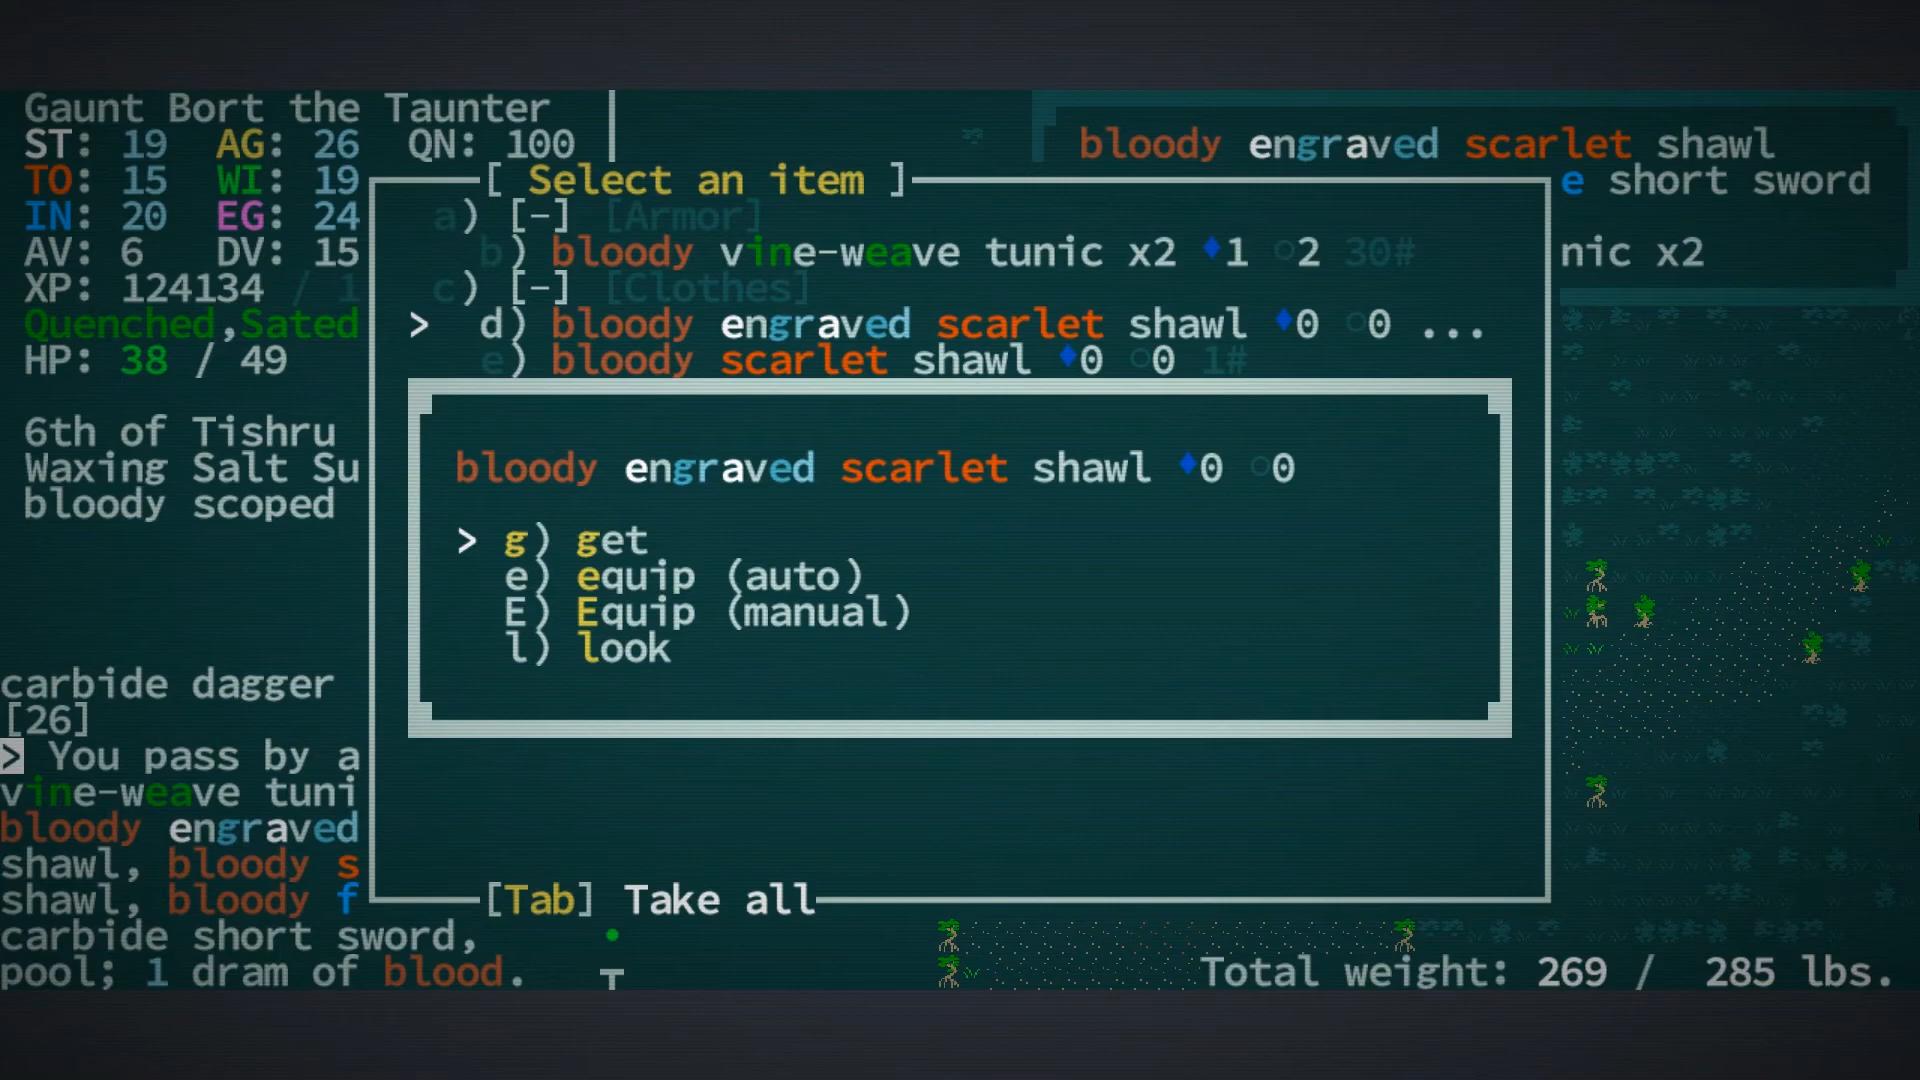 Gaunt Bort the Taunter
ST: 19 AG: 26 QN: 100
TO: 15 WI: 19
IN: 20 EG: 24
AV: 6 DV: 15
XP: 124134 / 1
Quenched,Sated
HP: 38 / 49
6th of Tishru
Waxing Salt Su
bloody scoped
carbide dagger
[26]
> You pass by a
vine-weave tuni
bloody engraved
shawl, bloody s
shawl, bloody f
carbide short sword,
pool; 1 dram of blood.
[ Select an item ]
a) [-] [Armor]
b) bloody vine-weave tunic x2 ♦1 ○2 30#
c) [-] [Clothes]
> d) bloody engraved scarlet shawl ♦0 ○0 ...
e) bloody scarlet shawl ♦0 ○0 1#
bloody engraved scarlet shawl ♦0 ○0
> g) get
e) equip (auto)
E) Equip (manual)
l) look
[Tab] Take all
bloody engraved scarlet shawl
e short sword
nic x2
Total weight: 269 / 285 lbs.